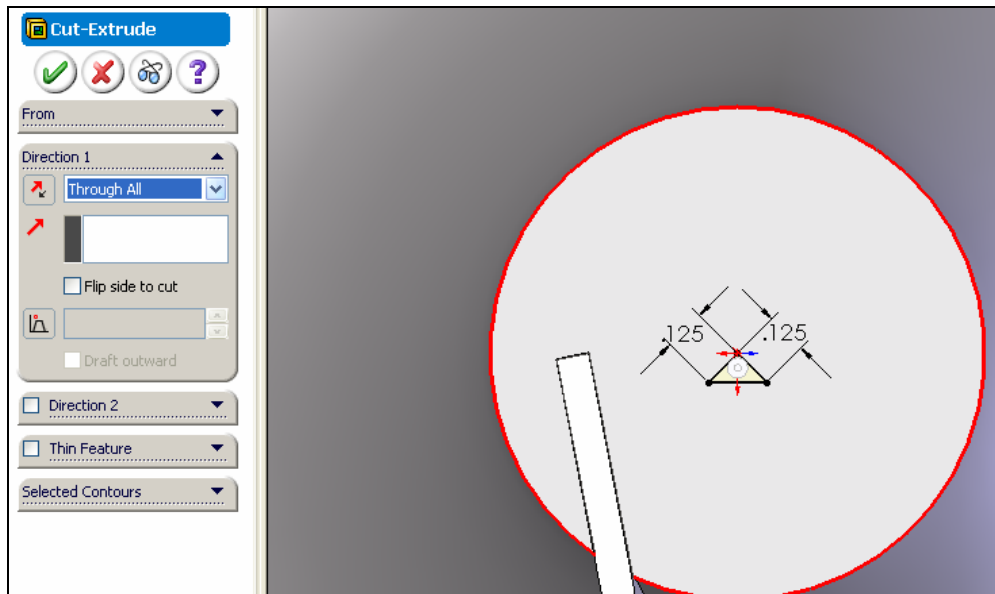 Cut-Extrude
?
From
Direction 1
Through All
Flip side to cut
Draft outward
Direction 2
Thin Feature
Selected Contours
.125 .125